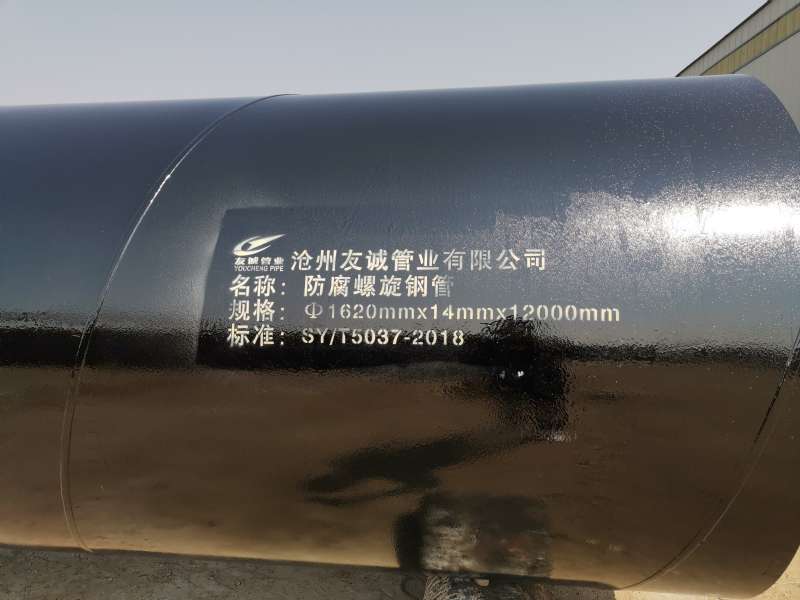 友诚管业
YOUCHENG PIPE
沧州友诚管业有限公司
名称：防腐螺旋钢管
规格：Φ1620mmx14mmx12000mm
标准：SY/T5037-2018